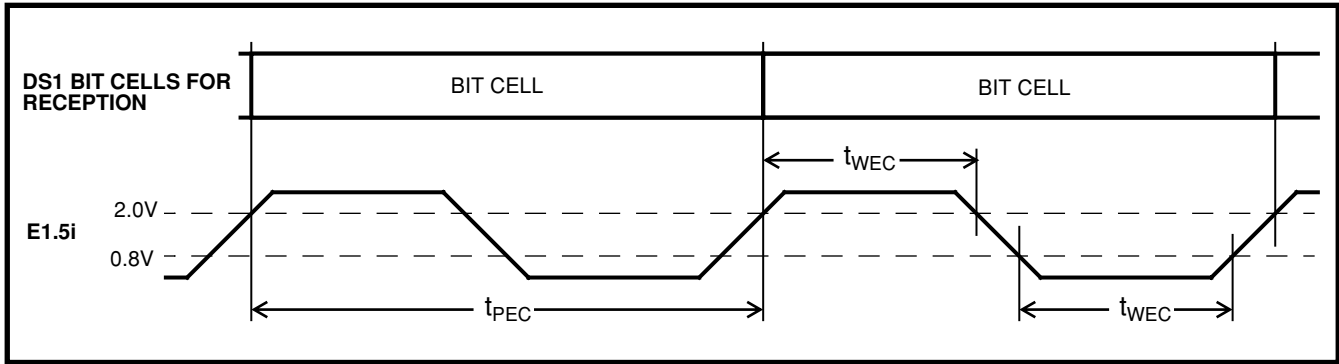 DS1 BIT CELLS FOR
RECEPTION
BIT CELL
BIT CELL
tWEC
E1.5i
2.0V
0.8V
tPEC
tWEC